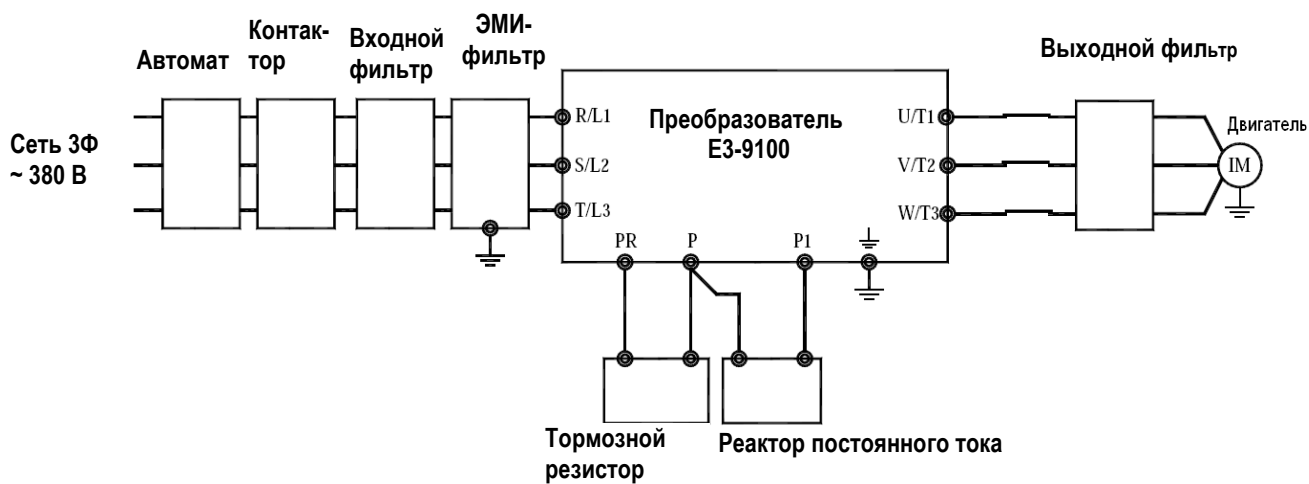 Автомат
Контак-
тор
Входной
фильтр
ЭМИ-
фильтр
Выходной фильтр
Сеть 3Ф
~ 380 В
R/L1
S/L2
T/L3
Преобразователь
E3-9100
U/T1
V/T2
W/T3
Двигатель
IM
PR
P
P1
Тормозной
резистор
Реактор постоянного тока